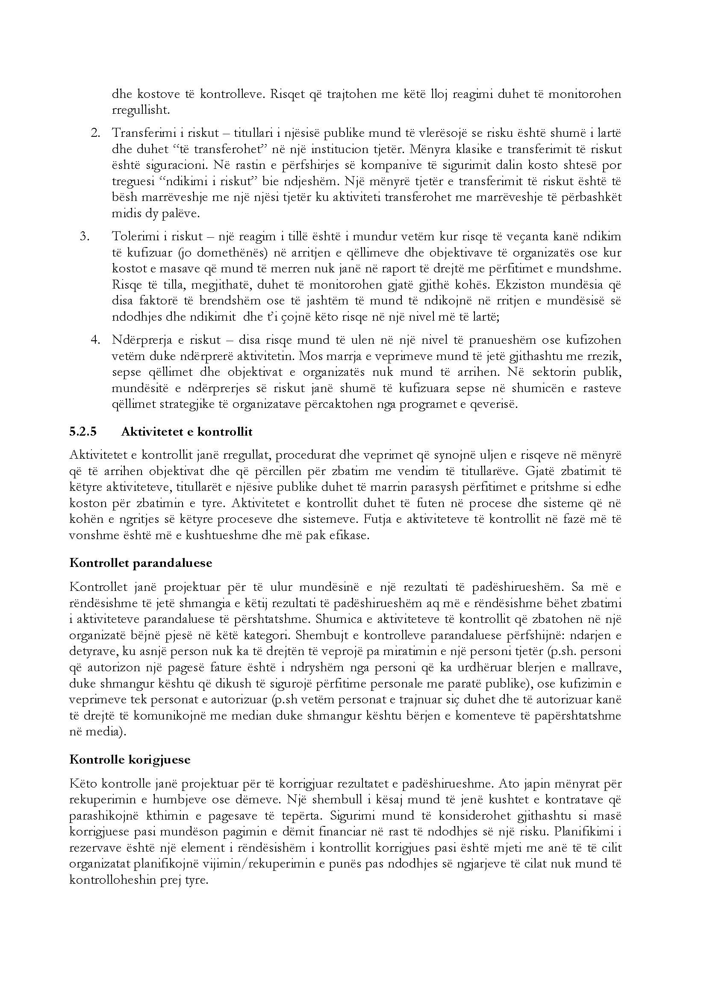 dhe kostove të kontrolleve. Risqet që trajtohen me këtë lloj reagimi duhet të monitorohen
rregullisht.
2. Transferimi i riskut – titullari i njësisë publike mund të vlerësojë se risku është shumë i lartë
dhe duhet “të transferohet” në një institucion tjetër. Mënyra klasike e transferimit të riskut
është siguracioni. Në rastin e përfshirjes së kompanive të sigurimit dalin kosto shtesë por
treguesi “ndikimi i riskut” bie ndjeshëm. Një mënyrë tjetër e transferimit të riskut është të
bësh marrëveshje me një njësi tjetër ku aktiviteti transferohet me marrëveshje të përbashkët
midis dy palëve.
3. Tolerimi i riskut – një reagim i tillë është i mundur vetëm kur risqe të veçanta kanë ndikim
të kufizuar (jo domethënës) në arritjen e qëllimeve dhe objektivave të organizatës ose kur
kostot e masave që mund të merren nuk janë në raport të drejtë me përfitimet e mundshme.
Risqe të tilla, megjithatë, duhet të monitorohen gjatë gjithë kohës. Ekziston mundësia që
disa faktorë të brendshëm ose të jashtëm të mund të ndikojnë në rritjen e mundësisë së
ndodhjes dhe ndikimit dhe t’i çojnë këto risqe në një nivel më të lartë;
4. Ndërprerja e riskut – disa risqe mund të ulen në një nivel të pranueshëm ose kufizohen
vetëm duke ndërprerë aktivitetin. Mos marrja e veprimeve mund të jetë gjithashtu me rrezik,
sepse qëllimet dhe objektivat e organizatës nuk mund të arrihen. Në sektorin publik,
mundësitë e ndërprerjes së riskut janë shumë të kufizuara sepse në shumicën e rasteve
qëllimet strategjike të organizatave përcaktohen nga programet e qeverisë.
5.2.5 Aktivitetet e kontrollit
Aktivitetet e kontrollit janë rregullat, procedurat dhe veprimet që synojnë uljen e risqeve në mënyrë
që të arrihen objektivat dhe që përcillen për zbatim me vendim të titullarëve. Gjatë zbatimit të
këtyre aktiviteteve, titullarët e njësive publike duhet të marrin parasysh përfitimet e pritshme si edhe
koston për zbatimin e tyre. Aktivitetet e kontrollit duhet të futen në procese dhe sisteme që në
kohën e ngritjes së këtyre proceseve dhe sistemeve. Futja e aktiviteteve të kontrollit në fazë më të
vonshme është më e kushtueshme dhe më pak efikase.
Kontrollet parandaluese
Kontrollet janë projektuar për të ulur mundësinë e një rezultati të padëshirueshëm. Sa më e
rëndësishme të jetë shmangia e këtij rezultati të padëshirueshëm aq më e rëndësishme bëhet zbatimi
i aktiviteteve parandaluese të përshtatshme. Shumica e aktiviteteve të kontrollit që zbatohen në një
organizatë bëjnë pjesë në këtë kategori. Shembujt e kontrolleve parandaluese përfshijnë: ndarjen e
detyrave, ku asnjë person nuk ka të drejtën të veprojë pa miratimin e një personi tjetër (p.sh. personi
që autorizon një pagesë fature është i ndryshëm nga personi që ka urdhëruar blerjen e mallrave,
duke shmangur kështu që dikush të sigurojë përfitime personale me paratë publike), ose kufizimin e
veprimeve tek personat e autorizuar (p.sh vetëm personat e trajnuar siç duhet dhe të autorizuar kanë
të drejtë të komunikojnë me median duke shmangur kështu bërjen e komenteve të papërshtatshme
në media).
Kontrolle korigjuese
Këto kontrolle janë projektuar për të korrigjuar rezultatet e padëshirueshme. Ato japin mënyrat për
rekuperimin e humbjeve ose dëmeve. Një shembull i kësaj mund të jenë kushtet e kontratave që
parashikojnë kthimin e pagesave të tepërta. Sigurimi mund të konsiderohet gjithashtu si masë
korrigjuese pasi mundëson pagimin e dëmit financiar në rast të ndodhjes së një risku. Planifikimi i
rezervave është një element i rëndësishëm i kontrollit korrigjues pasi është mjeti me anë të të cilit
organizatat planifikojnë vijimin/rekuperimin e punës pas ndodhjes së ngjarjeve të cilat nuk mund të
kontrolloheshin prej tyre.